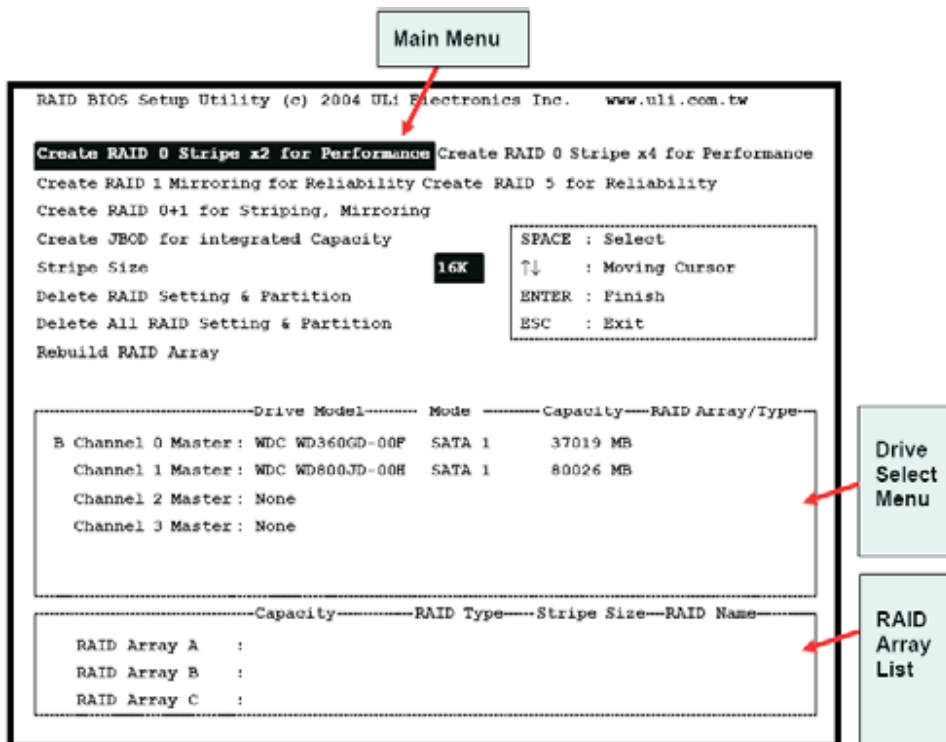 Main Menu
RAID BIOS Setup Utility (c) 2004 ULi Electronics Inc. www.uli.com.tw
Create RAID 0 Stripe x2 for Performance Create RAID 0 Stripe x4 for Performance
Create RAID 1 Mirroring for Reliability Create RAID 5 for Reliability
Create RAID 0+1 for Striping, Mirroring
Create JBOD for integrated Capacity
Stripe Size 16K
Delete RAID Setting & Partition
Delete All RAID Setting & Partition
Rebuild RAID Array
SPACE : Select
↑↓ : Moving Cursor
ENTER : Finish
ESC : Exit
Drive Model Mode Capacity RAID Array/Type
B Channel 0 Master: WDC WD360GD-00F SATA 1 37019 MB
Channel 1 Master: WDC WD800JD-00H SATA 1 80026 MB
Channel 2 Master: None
Channel 3 Master: None
Drive
Select
Menu
Capacity RAID Type Stripe Size RAID Name
RAID Array A :
RAID Array B :
RAID Array C :
RAID
Array
List